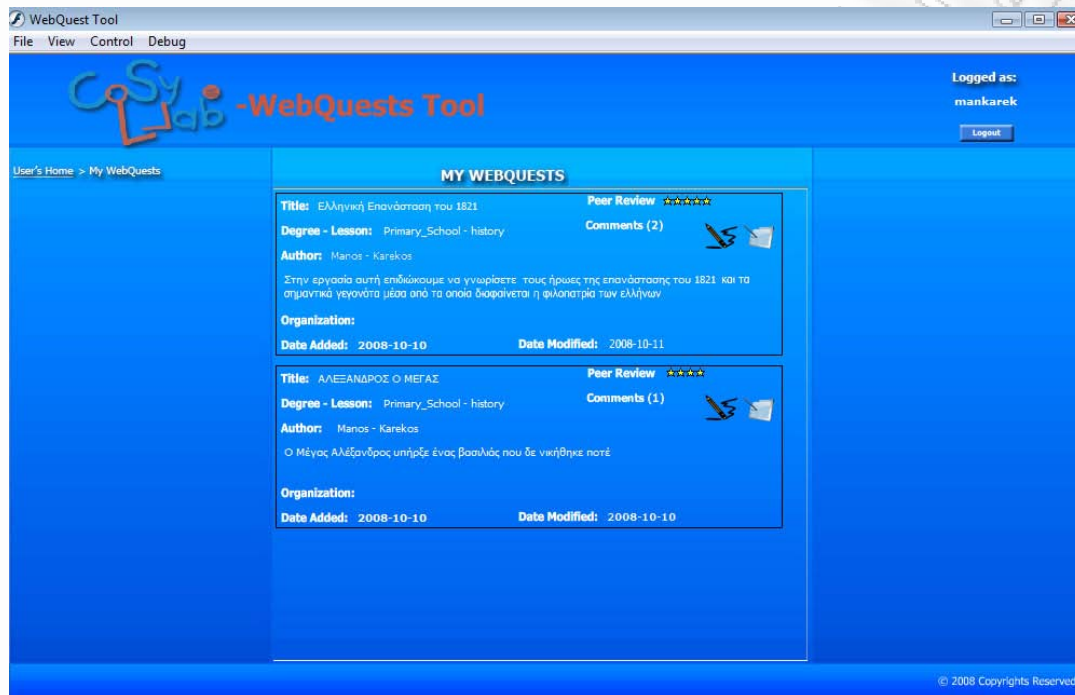 WebQuest Tool
File View Control Debug
CoSy Lab -WebQuests Tool
Logged as:
mankarek
Logout
User's Home > My WebQuests
MY WEBQUESTS
Title: Ελληνική Επανάσταση του 1821
Peer Review
Degree - Lesson: Primary_School - history
Comments (2)
Author: Manos - Karekos
Στην εργασία αυτή επιδιώκουμε να γνωρίσετε τους ήρωες της επανάστασης του 1821 και τα
σημαντικά γεγονότα μέσα από τα οποία διαφαίνεται η φιλοπατρία των ελλήνων
Organization:
Date Added: 2008-10-10 Date Modified: 2008-10-11
Title: ΑΛΕΞΑΝΔΡΟΣ Ο ΜΕΓΑΣ
Peer Review
Degree - Lesson: Primary_School - history
Comments (1)
Author: Manos - Karekos
Ο Μέγας Αλέξανδρος υπήρξε ένας βασιλιάς που δε νικήθηκε ποτέ
Organization:
Date Added: 2008-10-10 Date Modified: 2008-10-10
© 2008 Copyrights Reserved